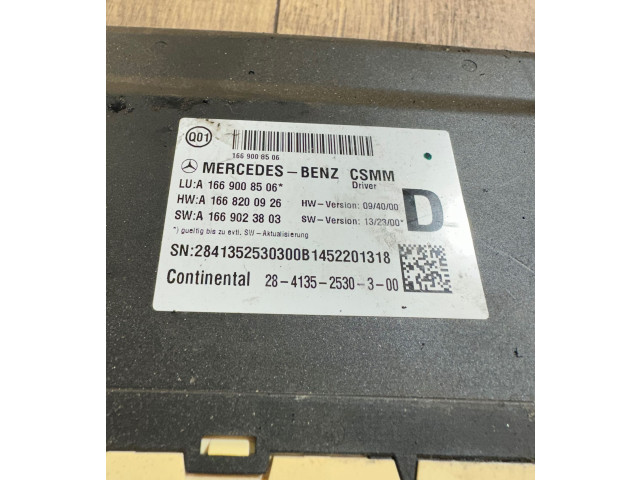 Q01
166 900 85 06
MERCEDES-BENZ CSMM
Driver
LU:A 166 900 85 06*
HW:A 166 820 09 26 HW-Version: 09/40/00
SW:A 166 902 38 03 SW-Version: 13/23/00*
D
*) gueltig bis zu extl. SW-Aktualisierung
SN:2841352530300B1452201318
Continental 28-4135-2530-3-00